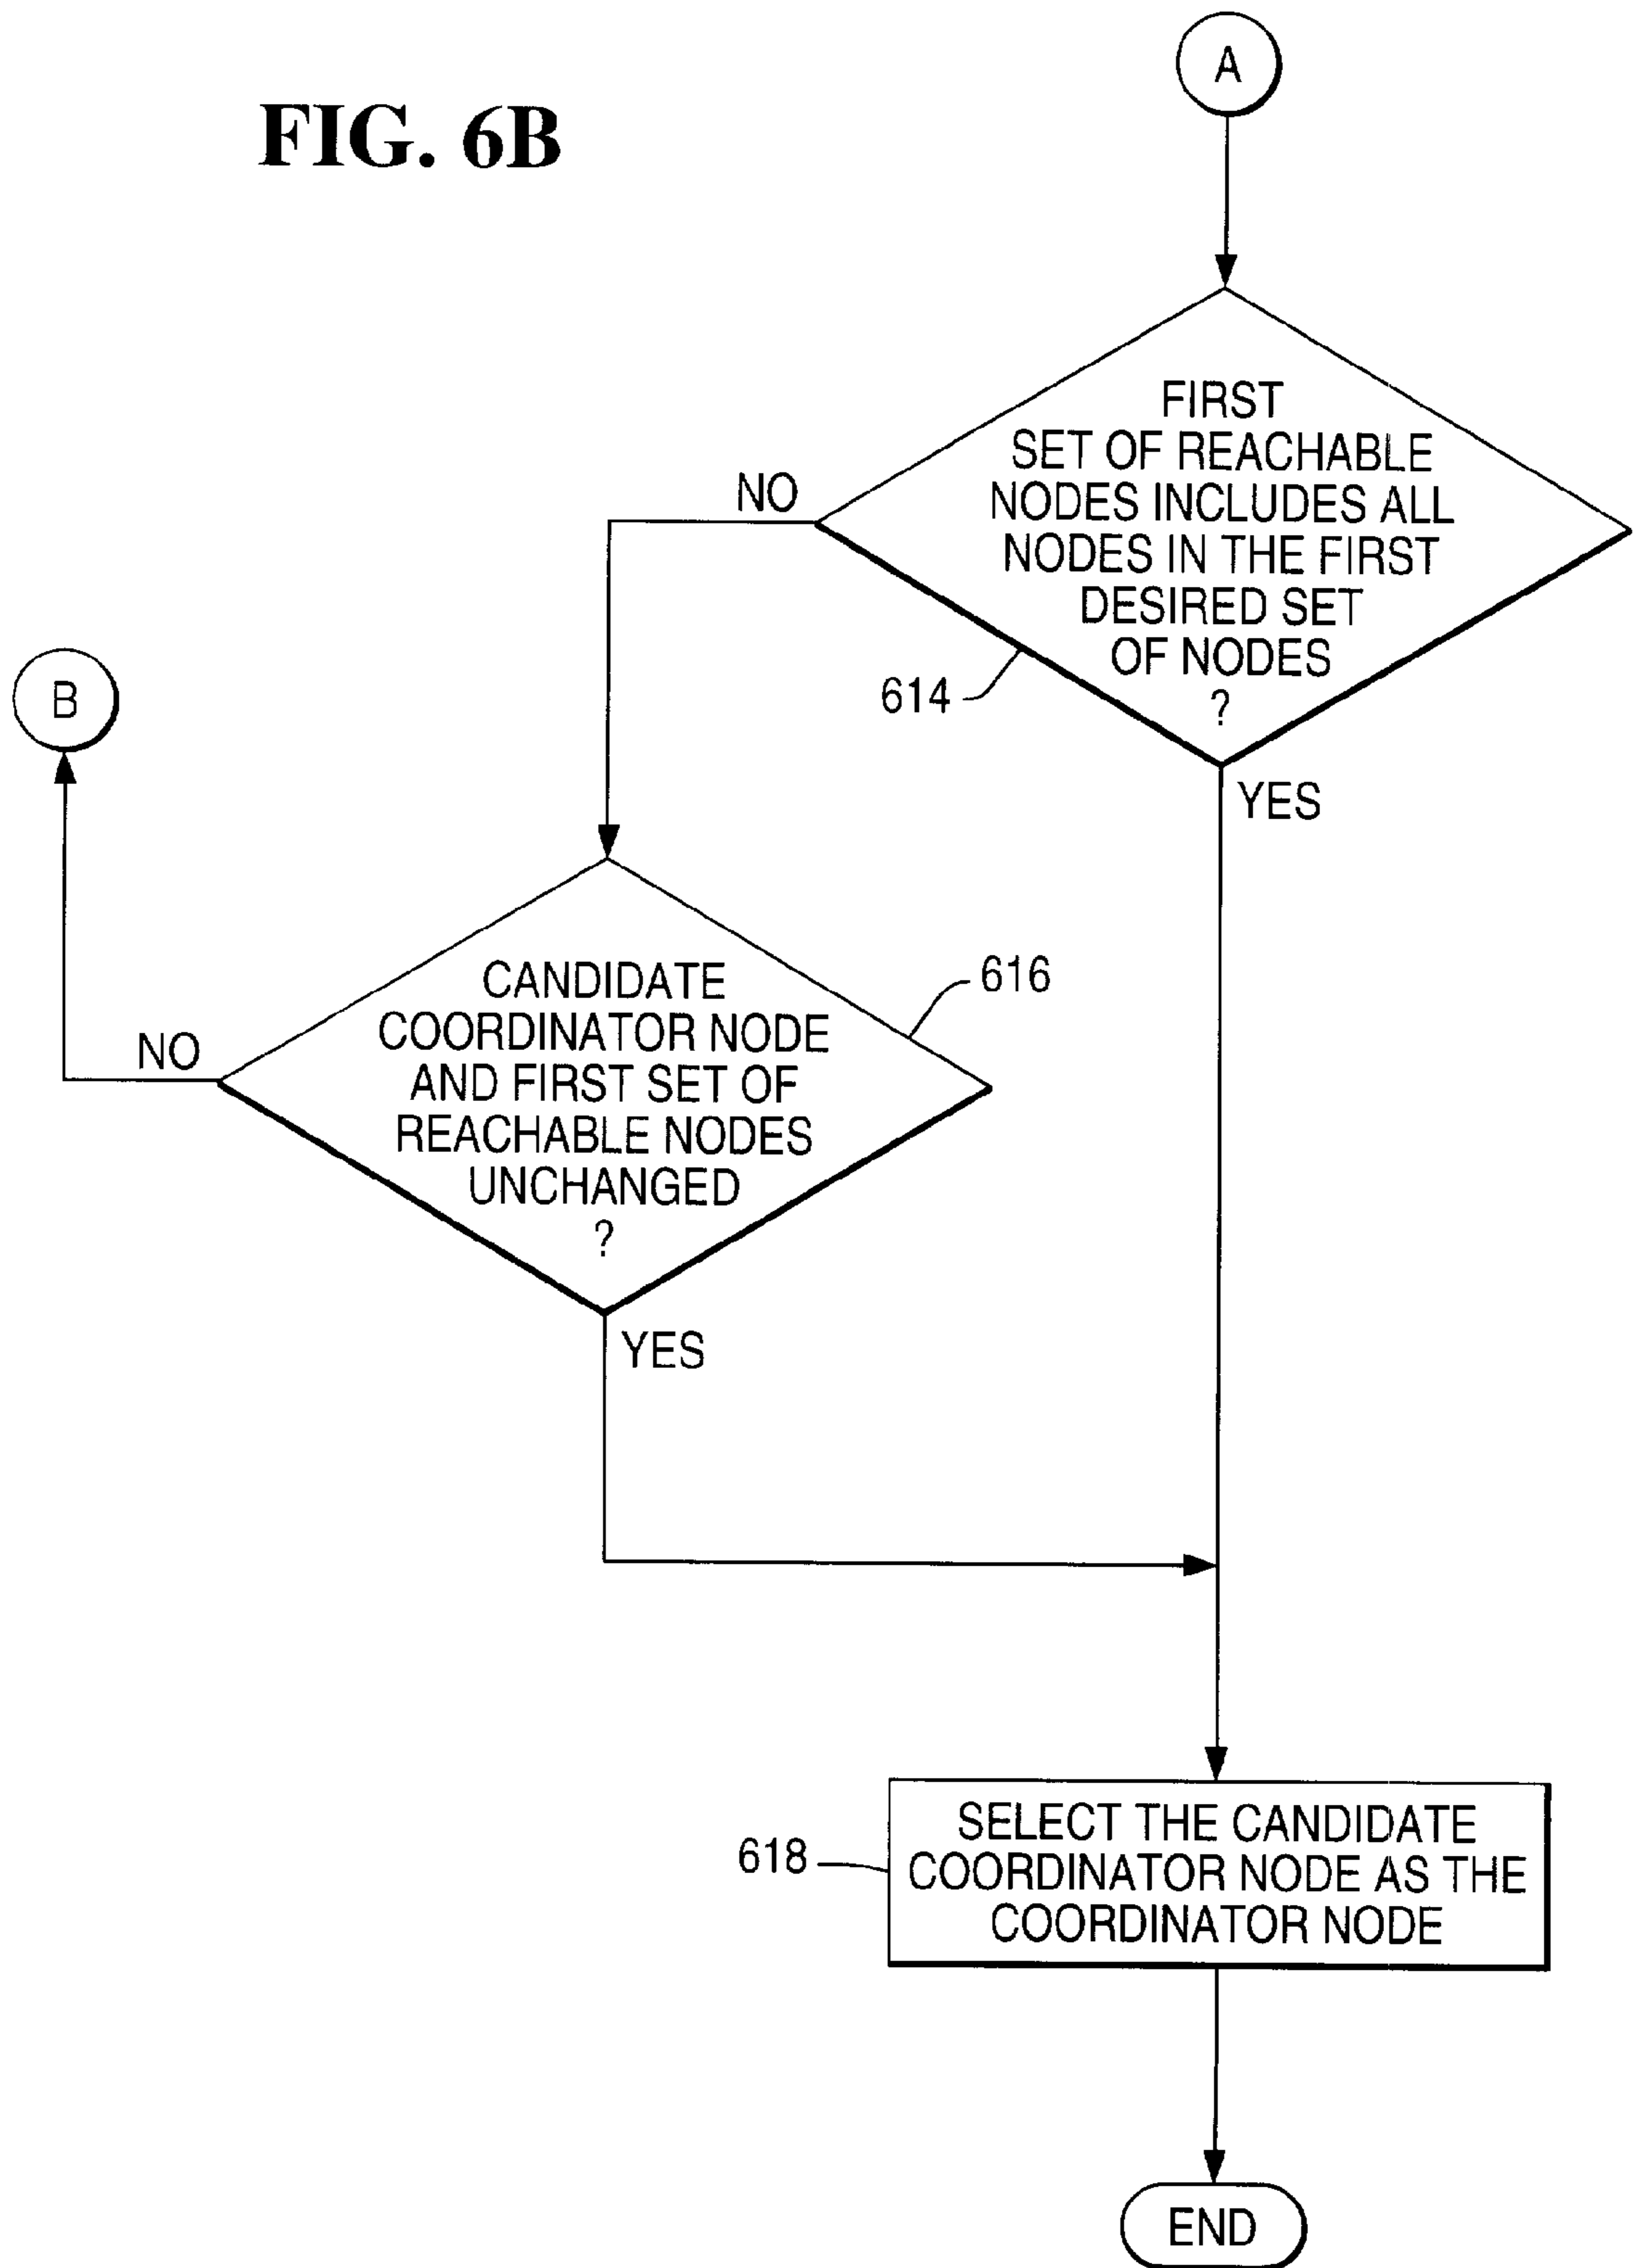 FIG. 6B
A
FIRST
SET OF REACHABLE
NODES INCLUDES ALL
NODES IN THE FIRST
DESIRED SET
OF NODES
?
NO
614
YES
B
CANDIDATE
COORDINATOR NODE
AND FIRST SET OF
REACHABLE NODES
UNCHANGED
?
616
NO
YES
SELECT THE CANDIDATE
COORDINATOR NODE AS THE
COORDINATOR NODE
618
END